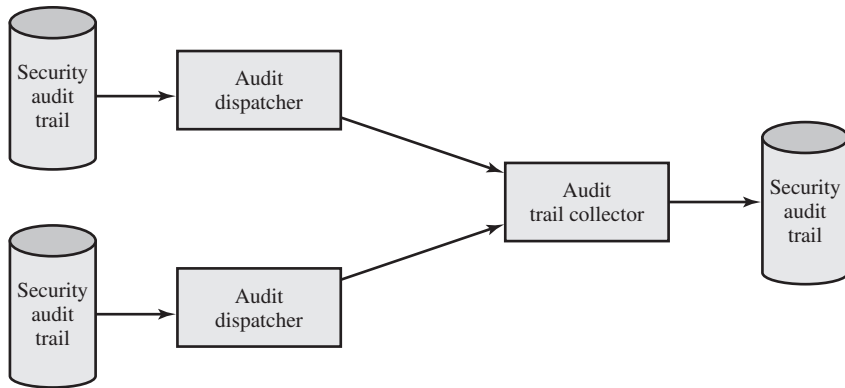 Security
audit
trail
Audit
dispatcher
Audit
trail collector
Security
audit
trail
Security
audit
trail
Audit
dispatcher